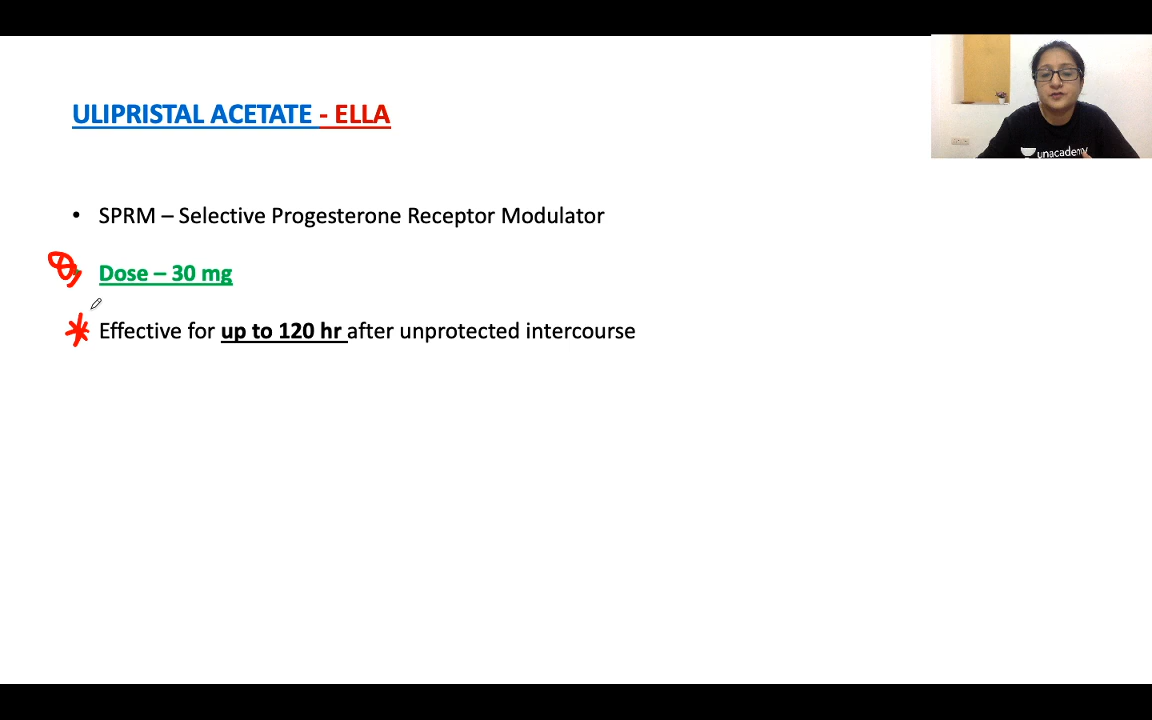 ULIPRISTAL ACETATE - ELLA
unacademy
• SPRM – Selective Progesterone Receptor Modulator
Dose – 30 mg
Effective for up to 120 hr after unprotected intercourse